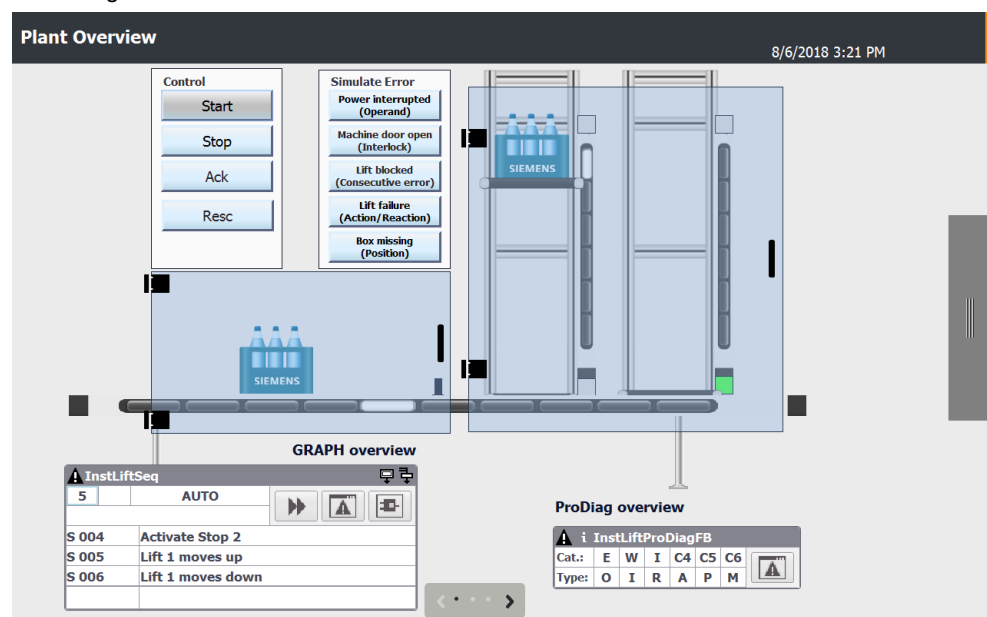 Plant Overview
8/6/2018 3:21 PM
Control
Start
Stop
Ack
Resc
Simulate Error
Power interrupted
(Operand)
Machine door open
(Interlock)
Lift blocked
(Consecutive error)
Lift failure
(Action/Reaction)
Box missing
(Position)
SIEMENS
SIEMENS
GRAPH overview
InstLiftSeq
5 AUTO
S 004 Activate Stop 2
S 005 Lift 1 moves up
S 006 Lift 1 moves down
ProDiag overview
i InstLiftProDiagFB
Cat.: E W I C4 C5 C6
Type: O I R A P M